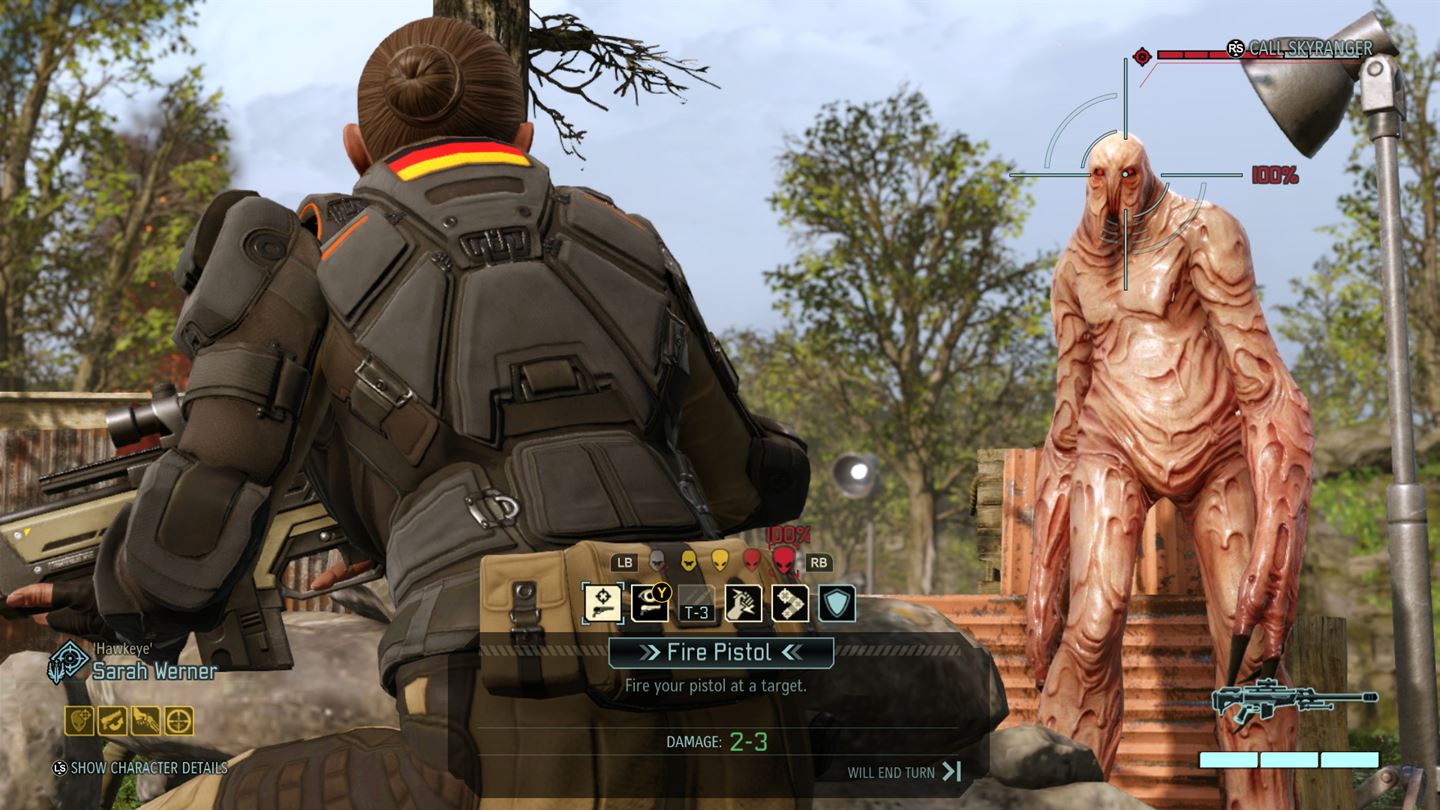 RS CALL SKYRANGER
100%
100%
LB
RB
Y
T-3
Fire Pistol
Fire your pistol at a target.
DAMAGE: 2-3
WILL END TURN
'Hawkeye'
Sarah Werner
LS SHOW CHARACTER DETAILS